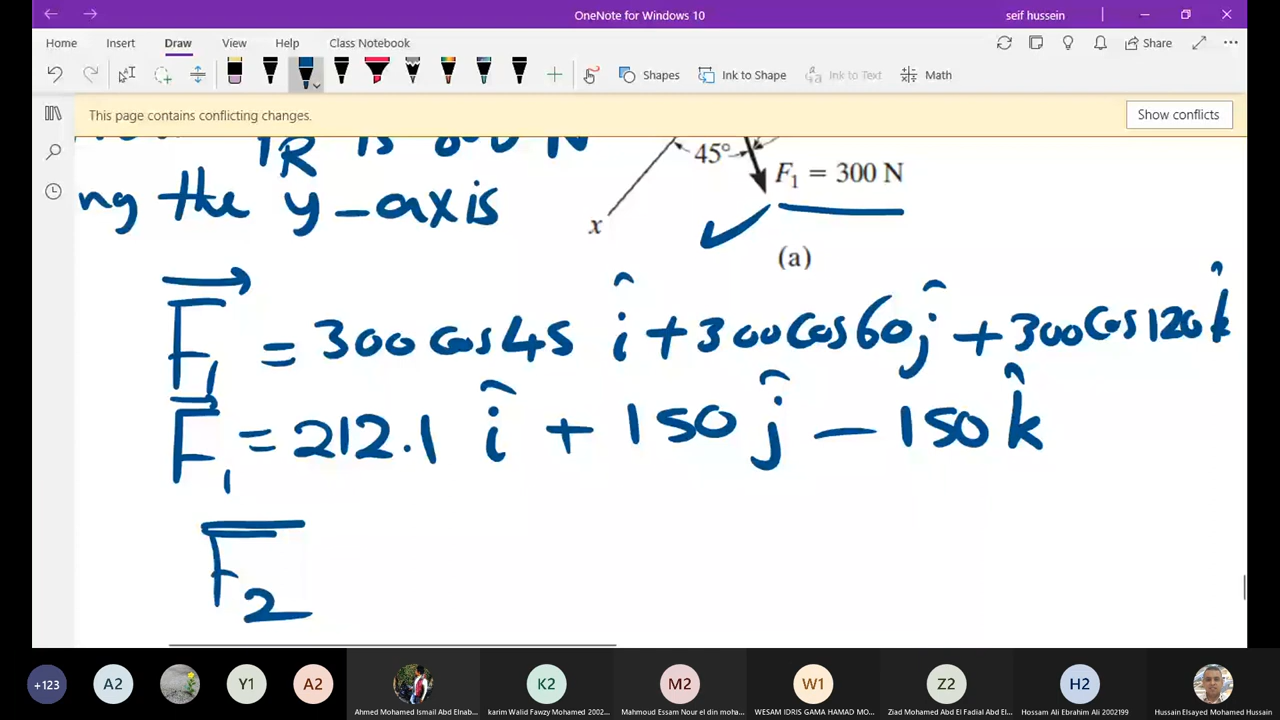 OneNote for Windows 10
seif hussein
Home Insert Draw View Help Class Notebook
Share
Shapes Ink to Shape Ink to Text Math
This page contains conflicting changes.
Show conflicts
R is 800 N
ng the y-axis
45°
F₁ = 300 N
x
(a)
F₁ = 300 cos 45 î + 300 cos 60 ĵ + 300 cos 120 k̂
F₁ = 212.1 î + 150 ĵ - 150 k̂
F₂
+123 A2 Y1 A2 K2 M2 W1 Z2 H2
Ahmed Mohamed Ismail Abd Elnab...
karim Walid Fawzy Mohamed 2002...
Mahmoud Essam Nour el din moha...
WESAM IDRIS GAMA HAMAD MO...
Ziad Mohamed Abd El Fadial Abd El...
Hossam Ali Ebrahim Ali 2002199
Hussain Elsayed Mohamed Hussain